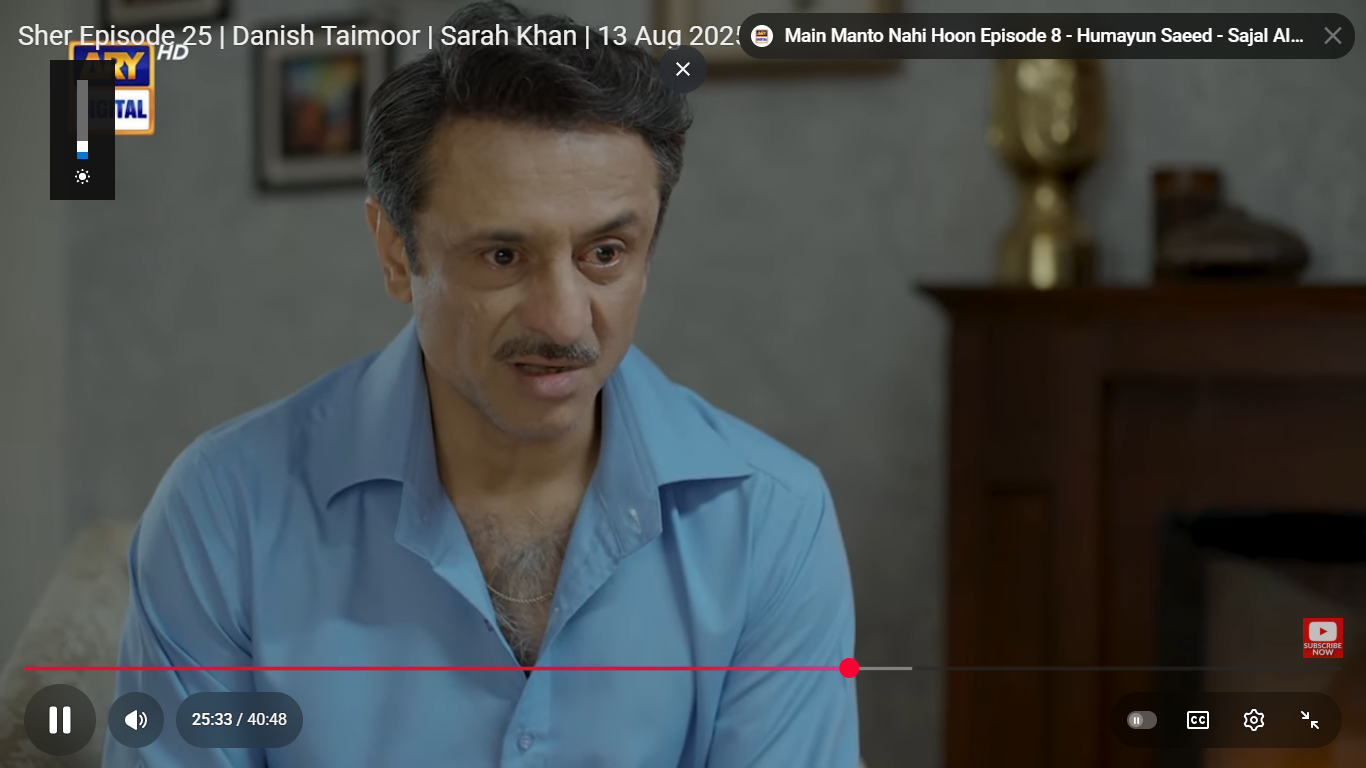 Sher Episode 25 | Danish Taimoor | Sarah Khan | 13 Aug 2025
Main Manto Nahi Hoon Episode 8 - Humayun Saeed - Sajal Al...
ARY
HD
DIGITAL
SUBSCRIBE
NOW
25:33 / 40:48
CC